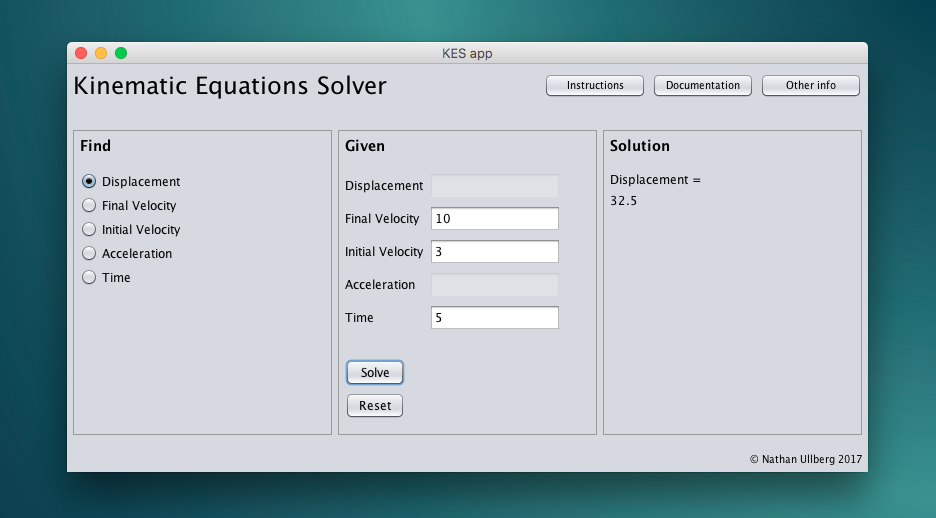 KES app
Kinematic Equations Solver
Instructions
Documentation
Other info
Find
Displacement
Final Velocity
Initial Velocity
Acceleration
Time
Given
Displacement
Final Velocity 10
Initial Velocity 3
Acceleration
Time 5
Solve
Reset
Solution
Displacement =
32.5
© Nathan Ullberg 2017